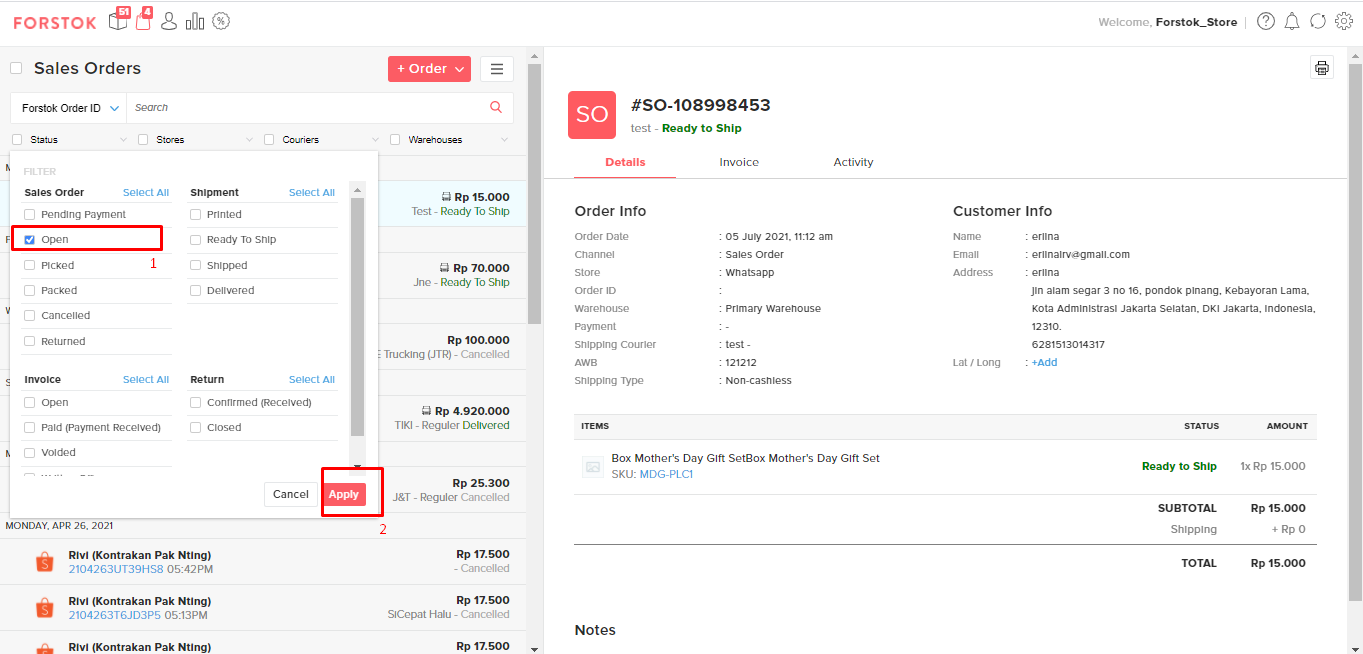 FORSTOK 51 4 %
Welcome, Forstok_Store
Sales Orders
+ Order
Forstok Order ID Search
Status Stores Couriers Warehouses
FILTER
Sales Order Select All
Pending Payment
Open
1
Picked
Packed
Cancelled
Returned
Shipment Select All
Printed
Ready To Ship
Shipped
Delivered
Invoice Select All
Open
Paid (Payment Received)
Voided
Return Select All
Confirmed (Received)
Closed
Cancel Apply
2
Rp 15.000
Test - Ready To Ship
Rp 70.000
Jne - Ready To Ship
Rp 100.000
E Trucking (JTR) - Cancelled
Rp 4.920.000
TIKI - Reguler Delivered
Rp 25.300
J&T - Reguler Cancelled
MONDAY, APR 26, 2021
Rivi (Kontrakan Pak Nting) Rp 17.500
2104263UT39HS8 05:42PM - Cancelled
Rivi (Kontrakan Pak Nting) Rp 17.500
2104263T6JD3P5 05:13PM SiCepat Halu - Cancelled
Rivi (Kontrakan Pak Nting) Rp 17.500
SO
#SO-108998453
test - Ready to Ship
Details Invoice Activity
Order Info
Order Date : 05 July 2021, 11:12 am
Channel : Sales Order
Store : Whatsapp
Order ID :
Warehouse : Primary Warehouse
Payment : -
Shipping Courier : test -
AWB : 121212
Shipping Type : Non-cashless
Customer Info
Name : erlina
Email : erlinalrv@gmail.com
Address : erlina
jln alam segar 3 no 16, pondok pinang, Kebayoran Lama,
Kota Administrasi Jakarta Selatan, DKI Jakarta, Indonesia,
12310.
6281513014317
Lat / Long : +Add
ITEMS STATUS AMOUNT
Box Mother's Day Gift SetBox Mother's Day Gift Set
SKU: MDG-PLC1
Ready to Ship 1x Rp 15.000
SUBTOTAL Rp 15.000
Shipping + Rp 0
TOTAL Rp 15.000
Notes